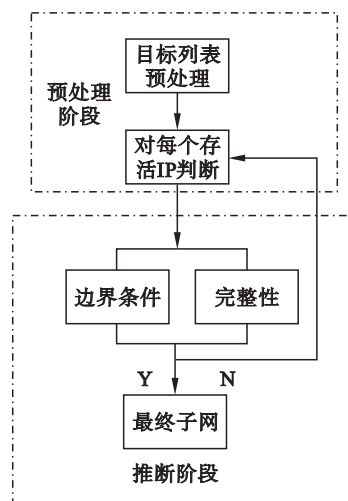 目标列表
预处理
预处理
阶段
对每个存
活IP判断
边界条件
完整性
Y
N
最终子网
推断阶段